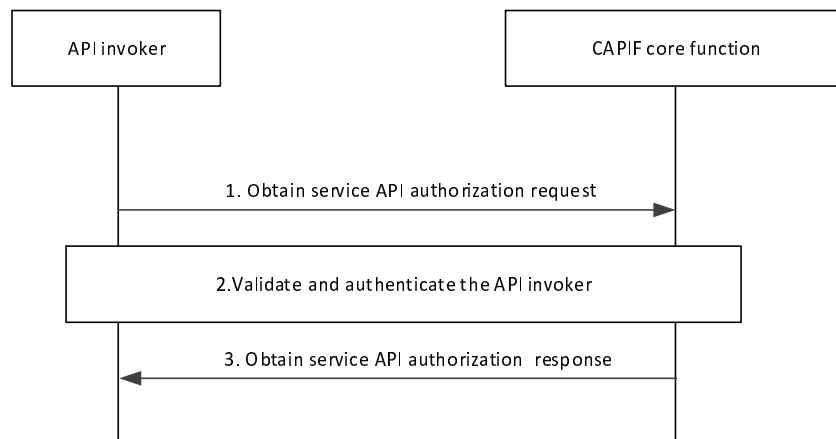 API invoker
CAPIF core function
1. Obtain service API authorization request
2.Validate and authenticate the API invoker
3. Obtain service API authorization response